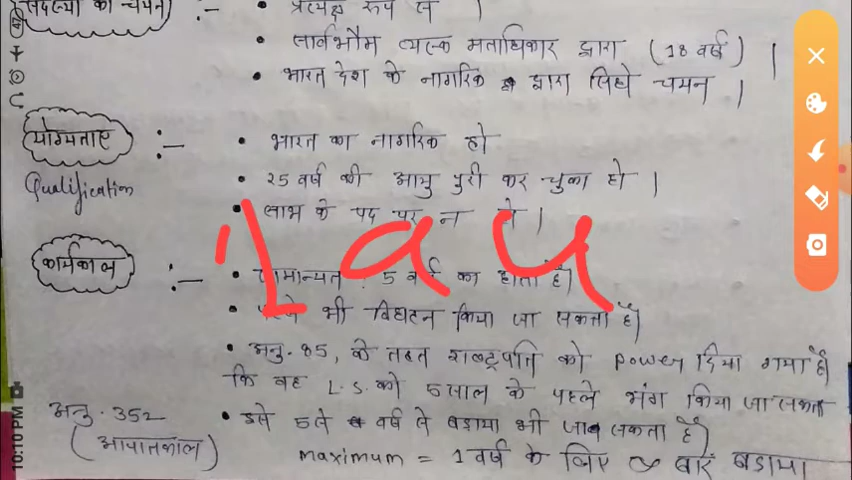 सदस्यो का चयन :- • प्रत्यक्ष रूप से |
• सार्वभौम व्यस्क मताधिकार द्वारा (18 वर्ष) |
• भारत देश के नागरिक द्वारा लिये चयन |
योग्यताए :- • भारत का नागरिक हो
Qualification • 25 वर्ष की आयु पुरी कर चुका हो |
• लाभ के पद पर न हो |
कार्यकाल :- • सामान्यत : 5 वर्ष का होता है|
• पहले भी विघटन किया जा सकता है|
• अनु. 85, के तहत राष्ट्रपति को power दिया गया है|
कि वह L.S. को 5 साल के पहले भंग किया जा सकता
अनु. 352 • इसे 5 से वर्ष से बढाया भी जा सकता है|
(आपातकाल) maximum = 1 वर्ष के लिए बार बढाया
10:10 PM